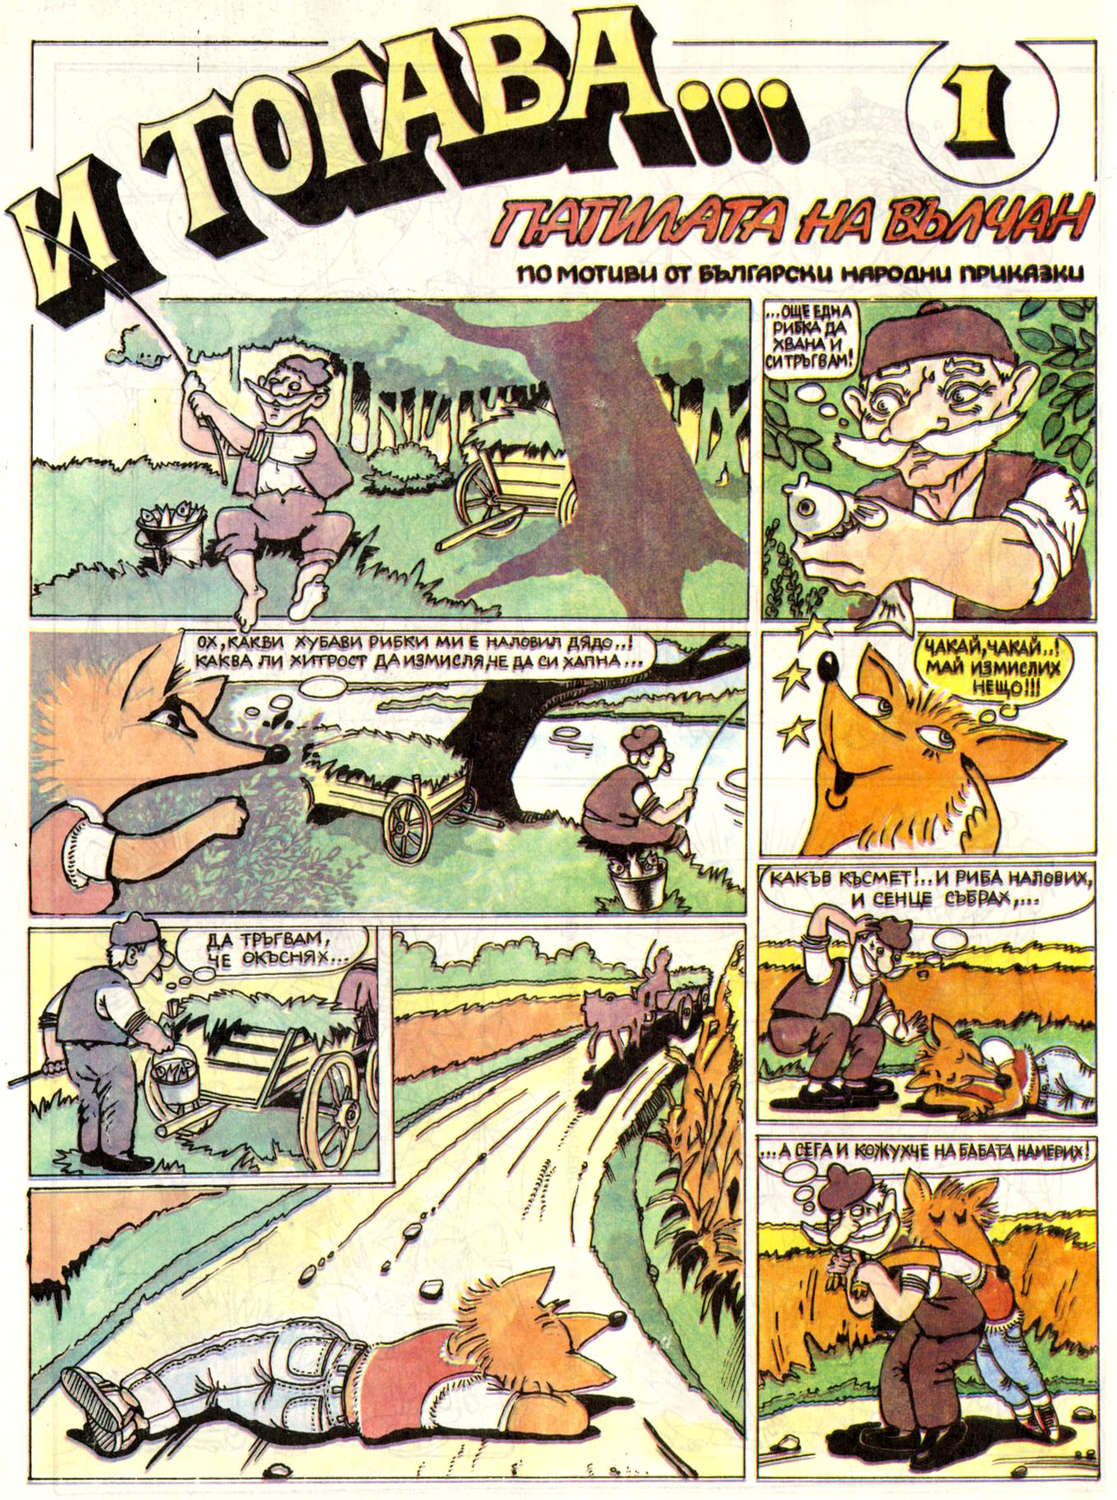 И ТОГАВА...
1
ПАТИЛАТА НА ВЪЛЧАН
ПО МОТИВИ ОТ БЪЛГАРСКИ НАРОДНИ ПРИКАЗКИ
...ОЩЕ ЕДНА
РИБКА ДА
ХВАНА И
СИ ТРЪГВАМ!
ОХ, КАКВИ ХУБАВИ РИБКИ МИ Е НАЛОВИЛ ДЯДО..!
КАКВА ЛИ ХИТРОСТ ДА ИЗМИСЛЯ, ЧЕ ДА СИ ХАПНА...
ЧАКАЙ, ЧАКАЙ..!
МАЙ ИЗМИСЛИХ
НЕЩО!!!
ДА ТРЪГВАМ,
ЧЕ ОКЪСНЯХ...
КАКЪВ КЪСМЕТ!..И РИБА НАЛОВИХ,
И СЕНЦЕ СЪБРАХ,...
...А СЕГА И КОЖУХЧЕ НА БАБАТА НАМЕРИХ!